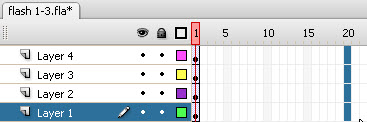 flash 1-3.fla*
1 5 10 15 20
Layer 4
Layer 3
Layer 2
Layer 1